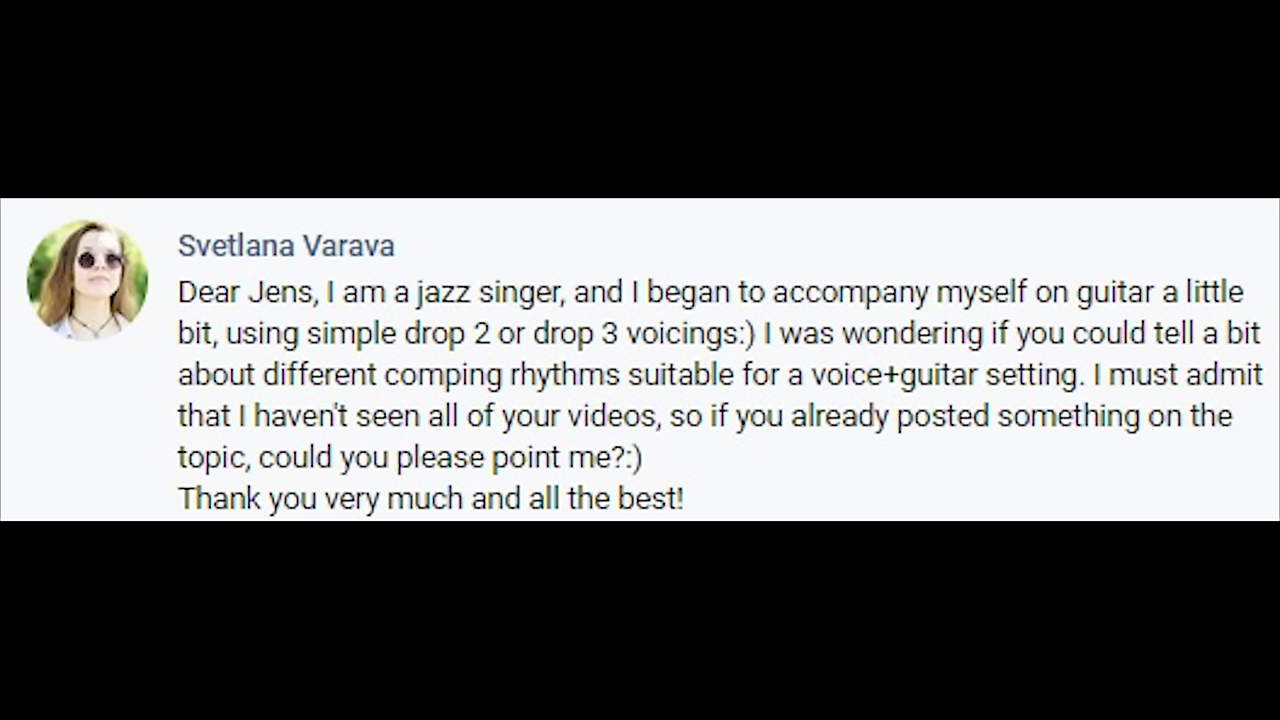 Svetlana Varava
Dear Jens, I am a jazz singer, and I began to accompany myself on guitar a little
bit, using simple drop 2 or drop 3 voicings:) I was wondering if you could tell a bit
about different comping rhythms suitable for a voice+guitar setting. I must admit
that I haven't seen all of your videos, so if you already posted something on the
topic, could you please point me?:)
Thank you very much and all the best!